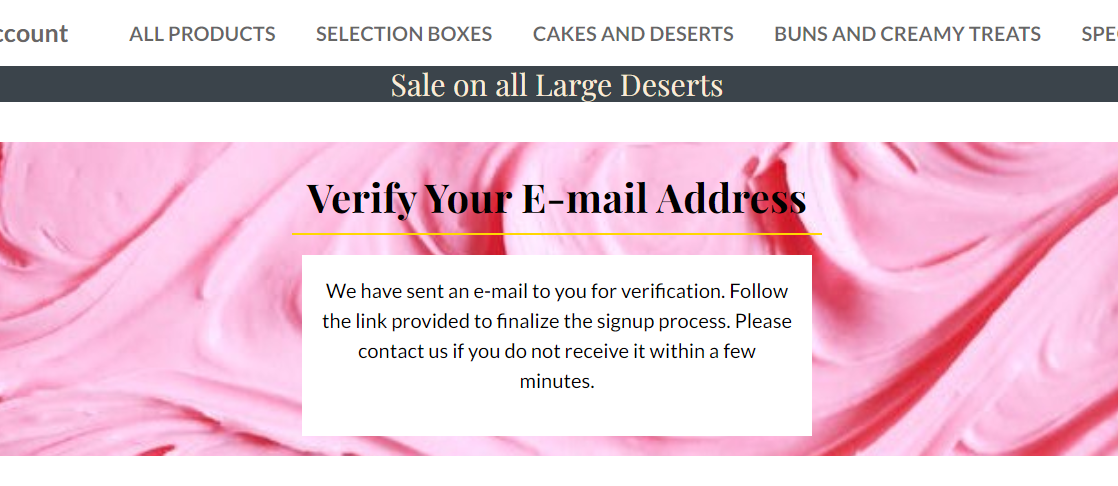 ccount ALL PRODUCTS SELECTION BOXES CAKES AND DESERTS BUNS AND CREAMY TREATS SPE
Sale on all Large Deserts
Verify Your E-mail Address
We have sent an e-mail to you for verification. Follow
the link provided to finalize the signup process. Please
contact us if you do not receive it within a few
minutes.